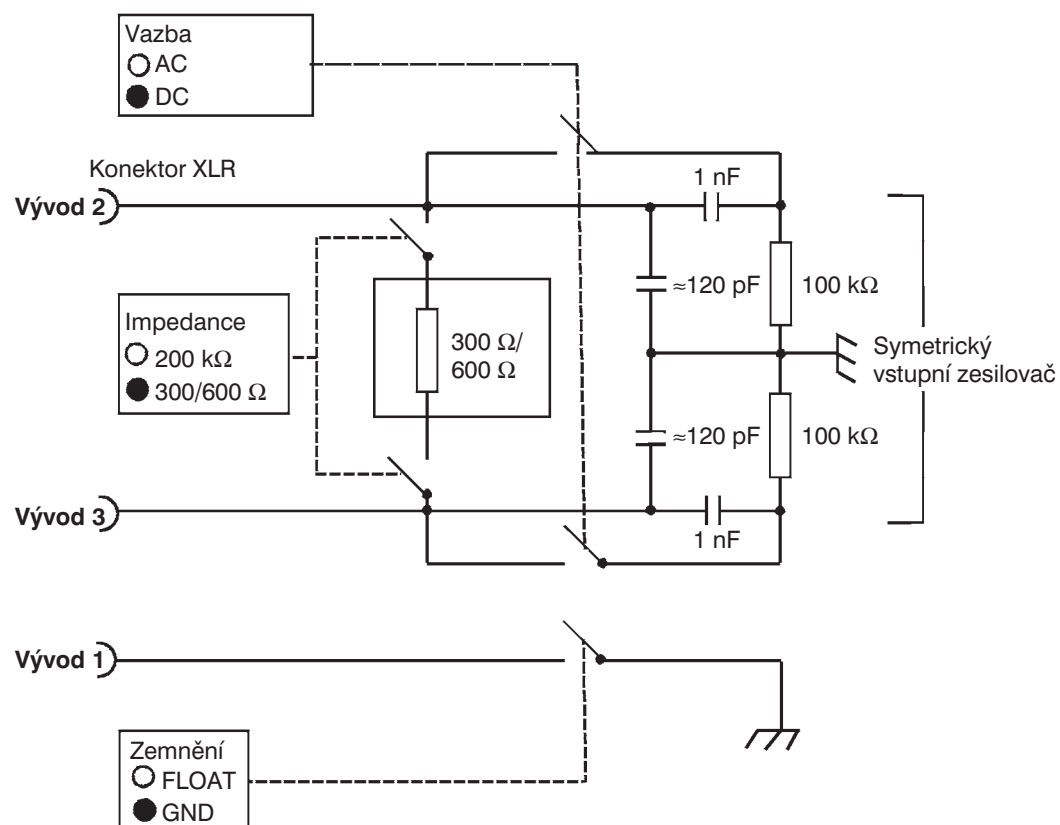 Vazba
AC
DC
Konektor XLR
1 nF
Vývod 2
≈120 pF
100 kΩ
Impedance
200 kΩ
300/600 Ω
300 Ω/
600 Ω
Symetrický
vstupní zesilovač
≈120 pF
100 kΩ
Vývod 3
1 nF
Vývod 1
Zemnění
FLOAT
GND